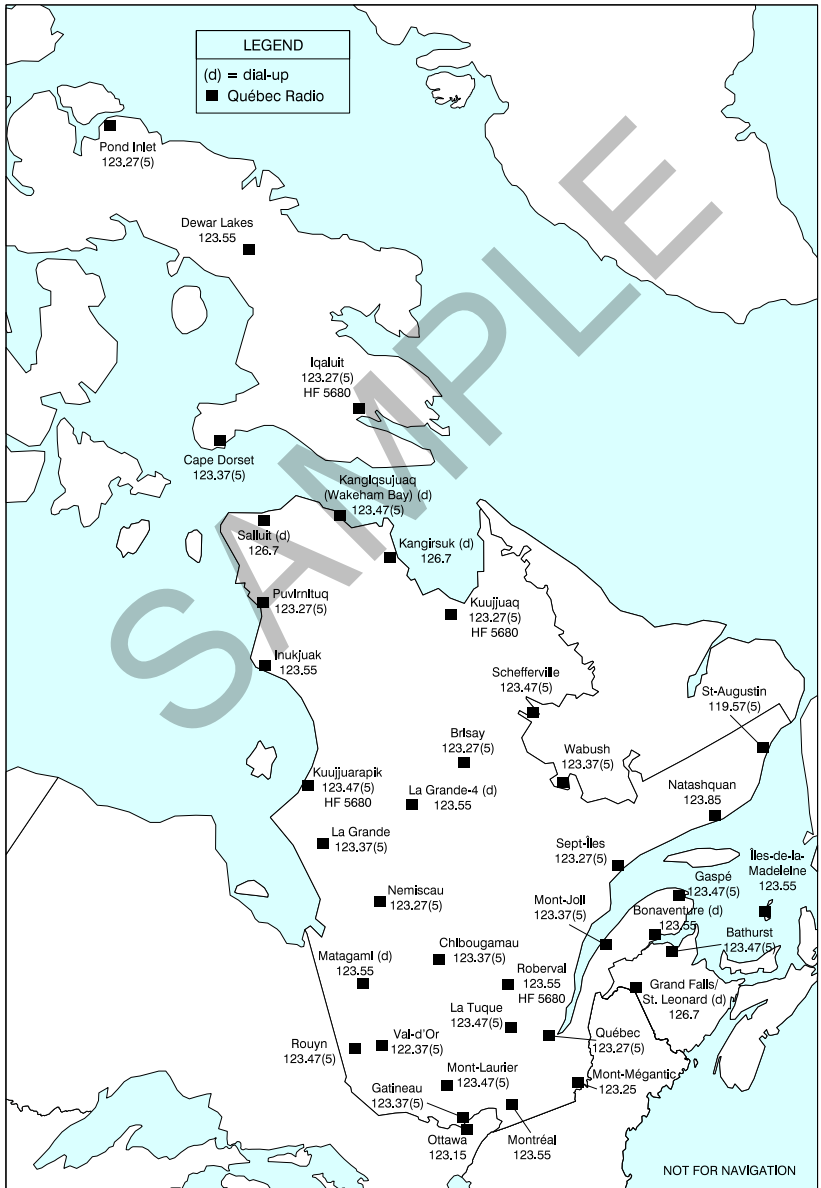 LEGEND
(d) = dial-up
Québec Radio
Pond Inlet
123.27(5)
Dewar Lakes
123.55
Iqaluit
123.27(5)
HF 5680
Cape Dorset
123.37(5)
Kangiqsujuaq
(Wakeham Bay) (d)
123.47(5)
Salluit (d)
126.7
Kangirsuk (d)
126.7
Puvirnituq
123.27(5)
Kuujjuaq
123.27(5)
HF 5680
Inukjuak
123.55
Schefferville
123.47(5)
St-Augustin
119.57(5)
Brisay
123.27(5)
Wabush
123.37(5)
Kuujjuarapik
123.47(5)
HF 5680
La Grande-4 (d)
123.55
Natashquan
123.85
La Grande
123.37(5)
Sept-Îles
123.27(5)
Îles-de-la-
Madeleine
123.55
Gaspé
123.47(5)
Nemiscau
123.27(5)
Mont-Joli
123.37(5)
Bonaventure (d)
123.55
Bathurst
123.47(5)
Chibougamau
123.37(5)
Matagami (d)
123.55
Roberval
123.55
HF 5680
Grand Falls/
St. Leonard (d)
126.7
La Tuque
123.47(5)
Québec
123.27(5)
Rouyn
123.47(5)
Val-d'Or
122.37(5)
Mont-Laurier
123.47(5)
Mont-Mégantic
123.25
Gatineau
123.37(5)
Ottawa
123.15
Montréal
123.55
NOT FOR NAVIGATION
SAMPLE